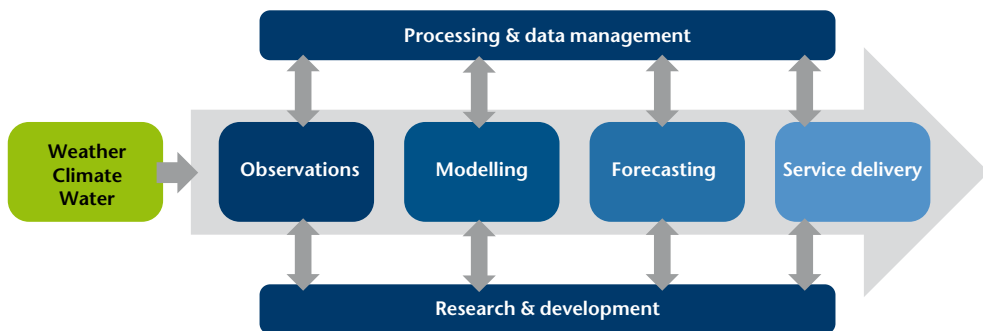 Processing & data management
Weather
Climate
Water
Observations
Modelling
Forecasting
Service delivery
Research & development